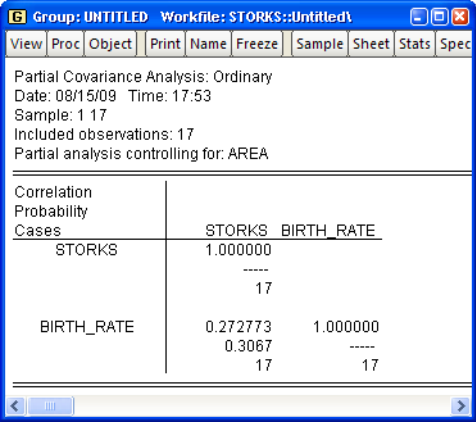 G Group: UNTITLED Workfile: STORKS::Untitled\
View Proc Object Print Name Freeze Sample Sheet Stats Spec
Partial Covariance Analysis: Ordinary
Date: 08/15/09 Time: 17:53
Sample: 1 17
Included observations: 17
Partial analysis controlling for: AREA
Correlation
Probability
Cases STORKS BIRTH_RATE
STORKS 1.000000
-----
17
BIRTH_RATE 0.272773 1.000000
0.3067 -----
17 17